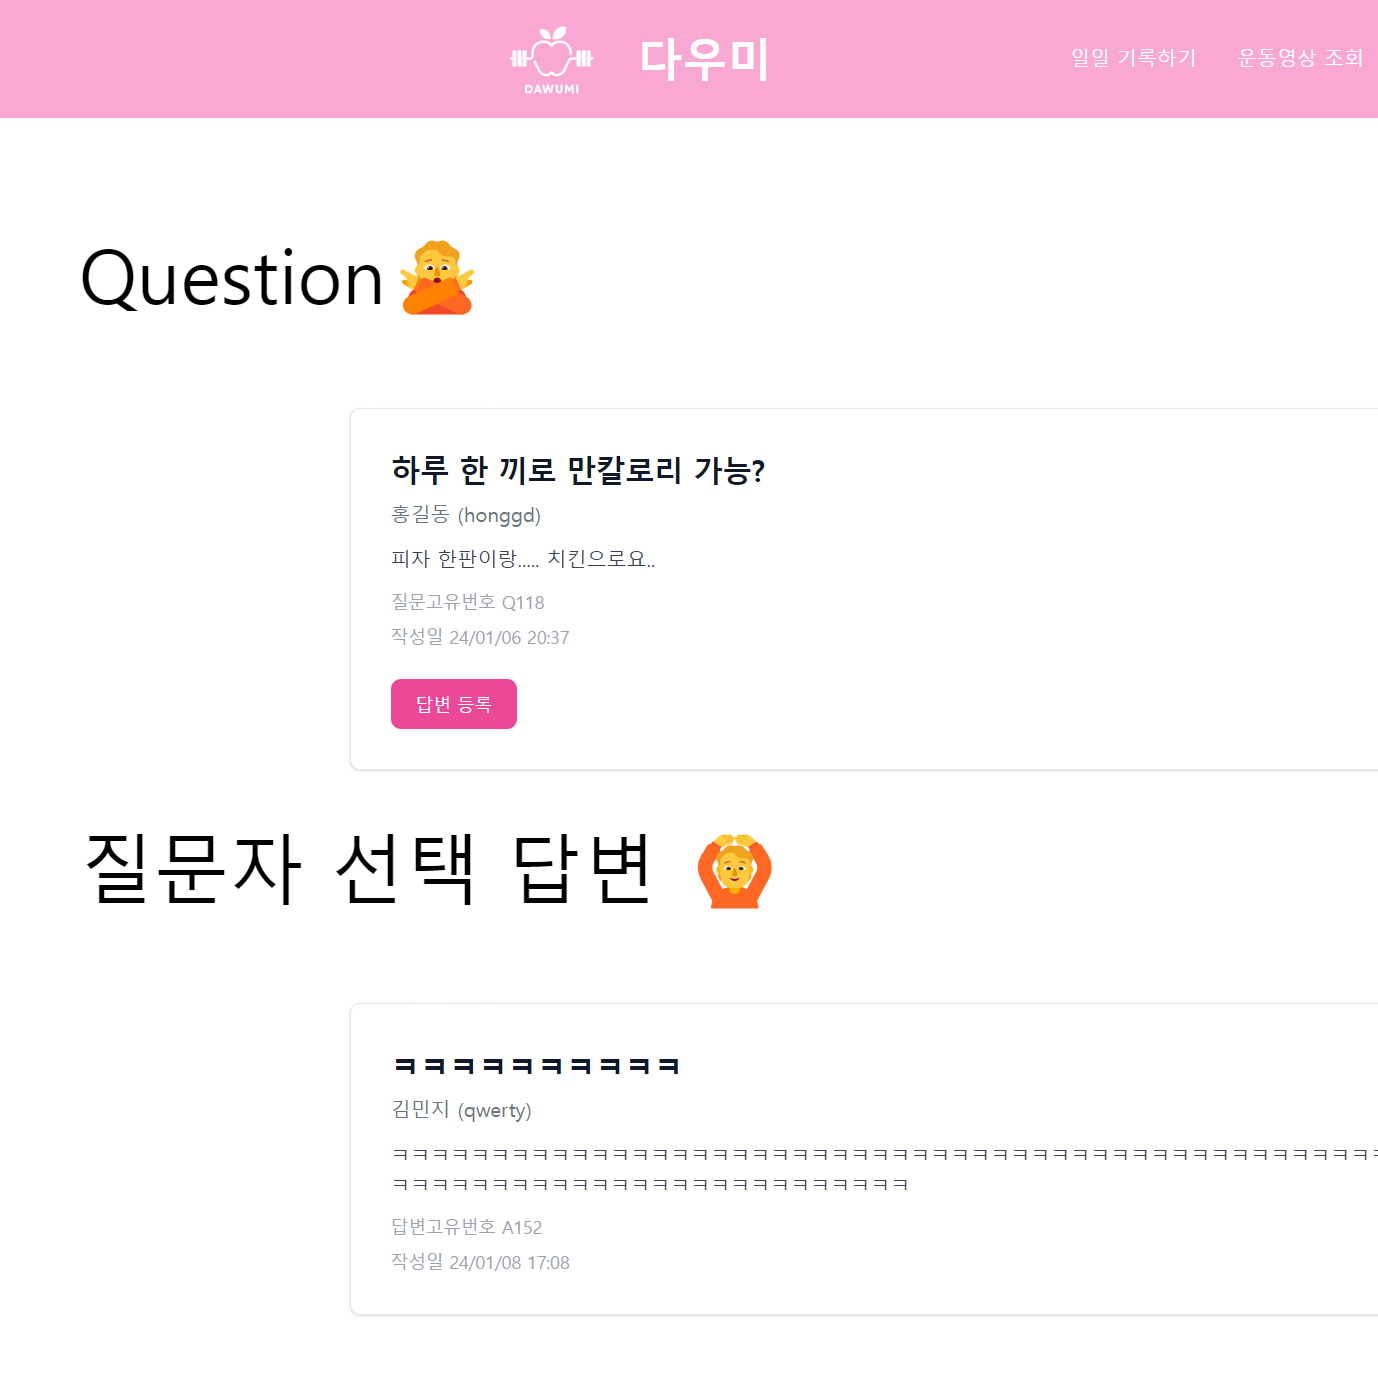 DAWUMI
다우미
일일 기록하기
운동영상 조회
Question
하루 한 끼로 만칼로리 가능?
홍길동 (honggd)
피자 한판이랑..... 치킨으로요..
질문고유번호 Q118
작성일 24/01/06 20:37
답변 등록
질문자 선택 답변
ㅋㅋㅋㅋㅋㅋㅋㅋㅋㅋ
김민지 (qwerty)
ㅋㅋㅋㅋㅋㅋㅋㅋㅋㅋㅋㅋㅋㅋㅋㅋㅋㅋㅋㅋㅋㅋㅋㅋㅋㅋㅋㅋㅋㅋㅋㅋㅋㅋㅋㅋㅋㅋㅋㅋㅋㅋㅋㅋㅋㅋㅋㅋㅋㅋ
ㅋㅋㅋㅋㅋㅋㅋㅋㅋㅋㅋㅋㅋㅋㅋㅋㅋㅋㅋㅋㅋㅋㅋㅋㅋㅋ
답변고유번호 A152
작성일 24/01/08 17:08